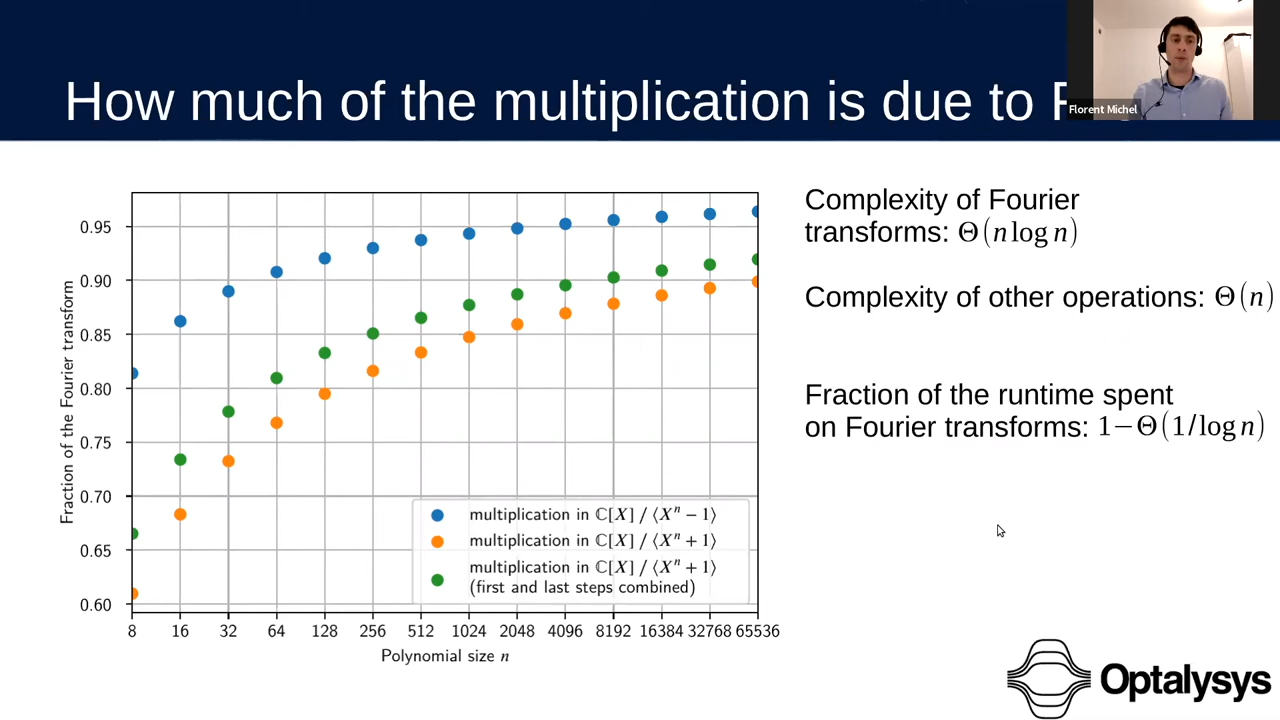 How much of the multiplication is due to
Florent Michel
Complexity of Fourier
transforms: Θ(n log n)
Complexity of other operations: Θ(n)
Fraction of the runtime spent
on Fourier transforms: 1−Θ(1/log n)
Fraction of the Fourier transform
0.95
0.90
0.85
0.80
0.75
0.70
0.65
0.60
multiplication in ℂ[X] / ⟨Xⁿ − 1⟩
multiplication in ℂ[X] / ⟨Xⁿ + 1⟩
multiplication in ℂ[X] / ⟨Xⁿ + 1⟩
(first and last steps combined)
8 16 32 64 128 256 512 1024 2048 4096 8192 16384 32768 65536
Polynomial size n
Optalysys